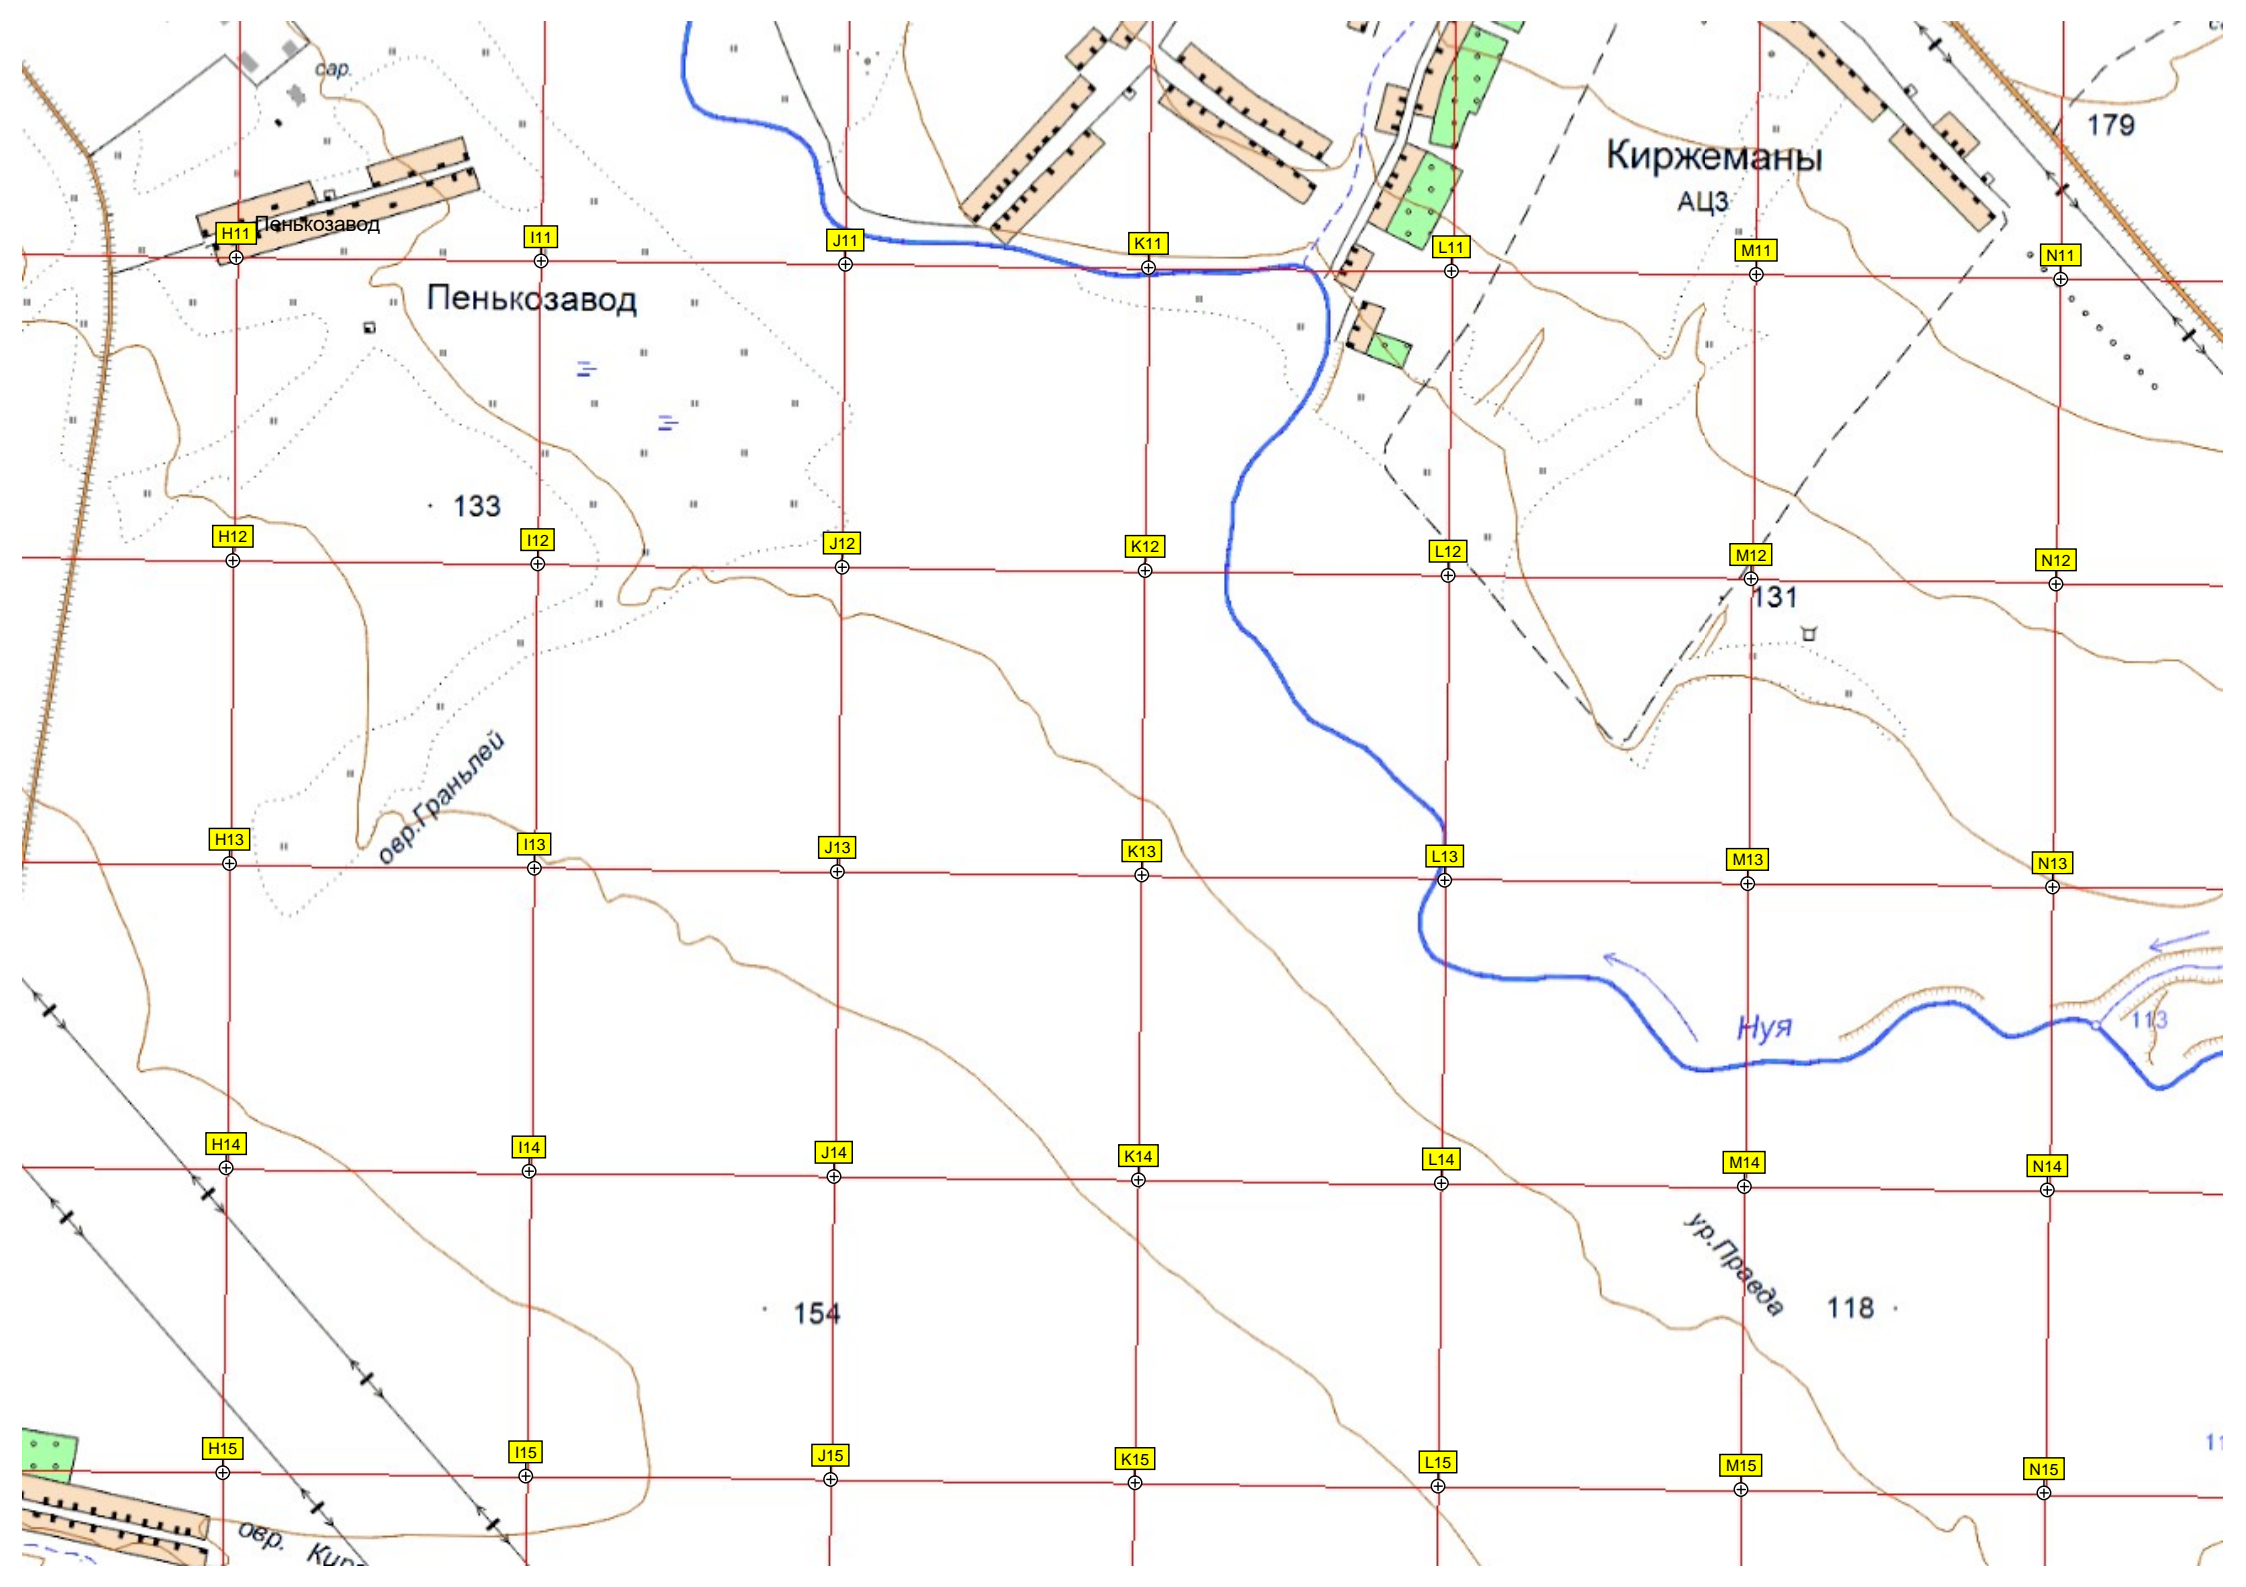 сар.
179
Киржеманы
АЦЗ
H11
Пенькозавод
I11
J11
K11
L11
M11
N11
Пенькозавод
133
H12
I12
J12
K12
L12
M12
N12
131
овр.Граньлей
H13
I13
J13
K13
L13
M13
N13
Нуя
113
H14
I14
J14
K14
L14
M14
N14
ур.Правда
154
118
H15
I15
J15
K15
L15
M15
N15
овр.